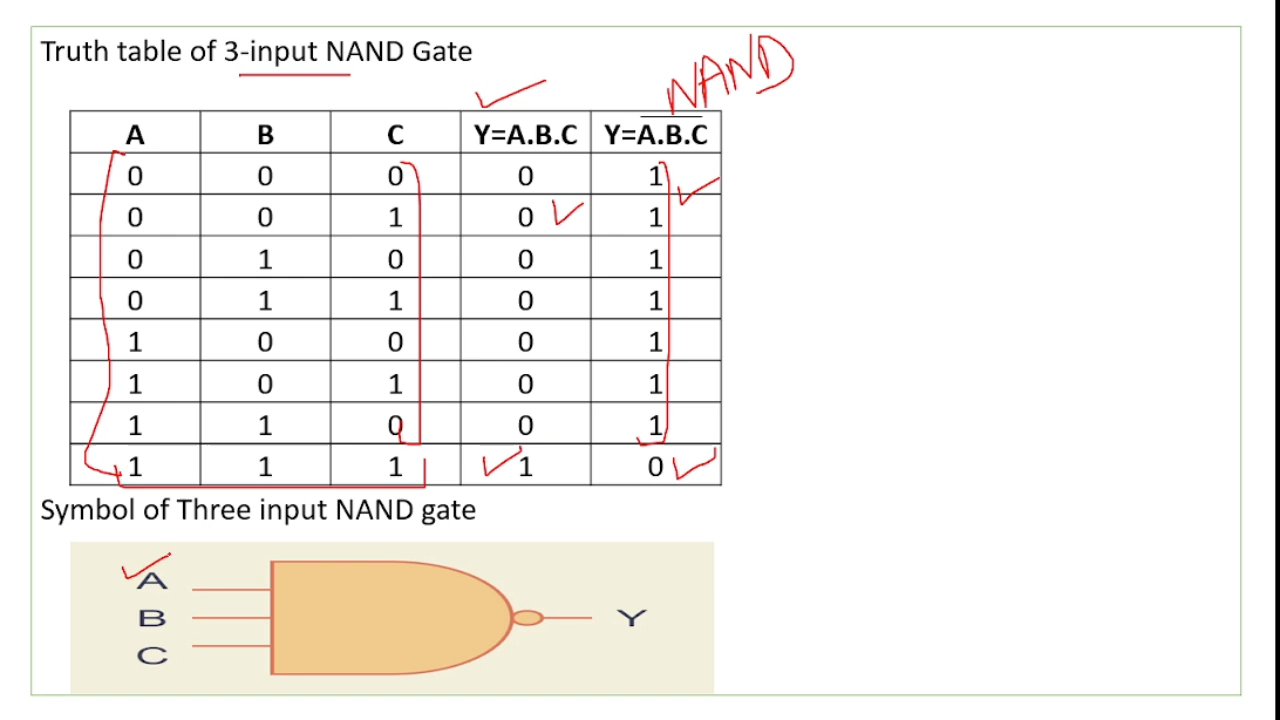 Truth table of 3-input NAND Gate
NAND
A B C Y=A.B.C Y=A.B.C
0 0 0 0 1
0 0 1 0 1
0 1 0 0 1
0 1 1 0 1
1 0 0 0 1
1 0 1 0 1
1 1 0 0 1
1 1 1 1 0
Symbol of Three input NAND gate
A
B
C
Y